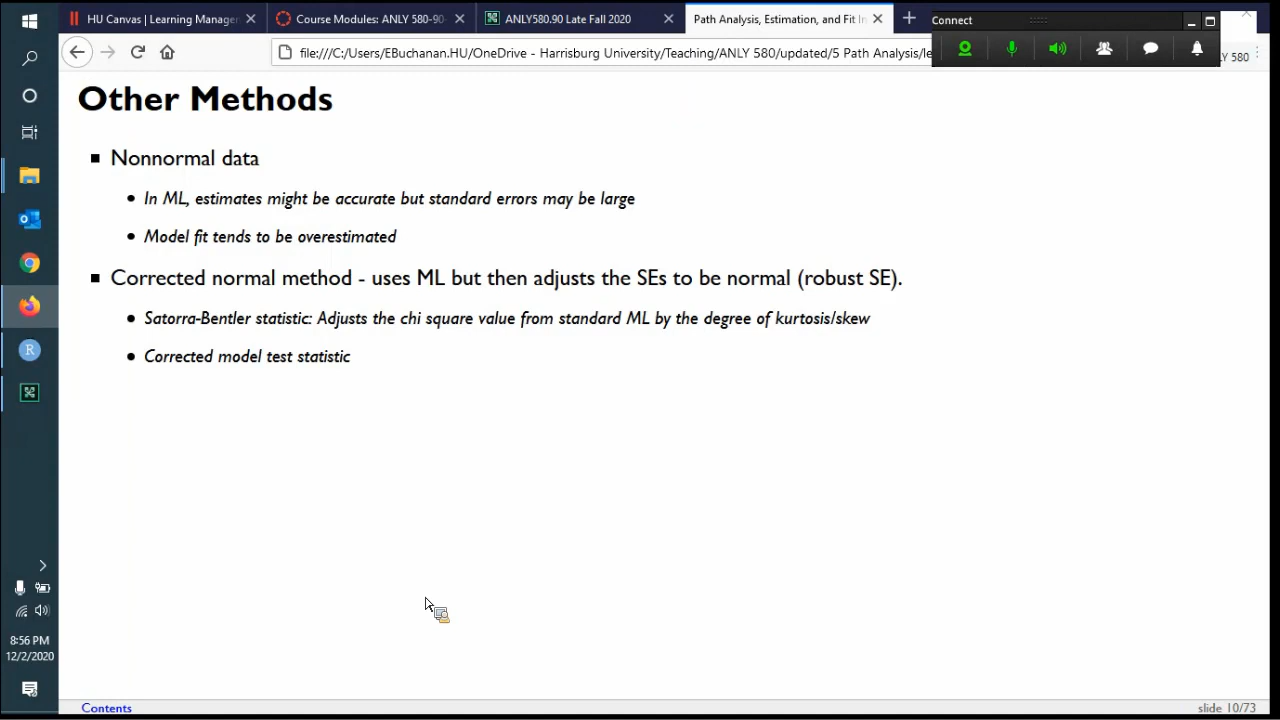 HU Canvas | Learning Manager
Course Modules: ANLY 580-90-
ANLY580.90 Late Fall 2020
Path Analysis, Estimation, and Fit In
Connect
file:///C:/Users/EBuchanan.HU/OneDrive - Harrisburg University/Teaching/ANLY 580/updated/5 Path Analysis/le
LY 580
Other Methods
Nonnormal data
In ML, estimates might be accurate but standard errors may be large
Model fit tends to be overestimated
Corrected normal method - uses ML but then adjusts the SEs to be normal (robust SE).
Satorra-Bentler statistic: Adjusts the chi square value from standard ML by the degree of kurtosis/skew
Corrected model test statistic
8:56 PM
12/2/2020
Contents
slide 10/73